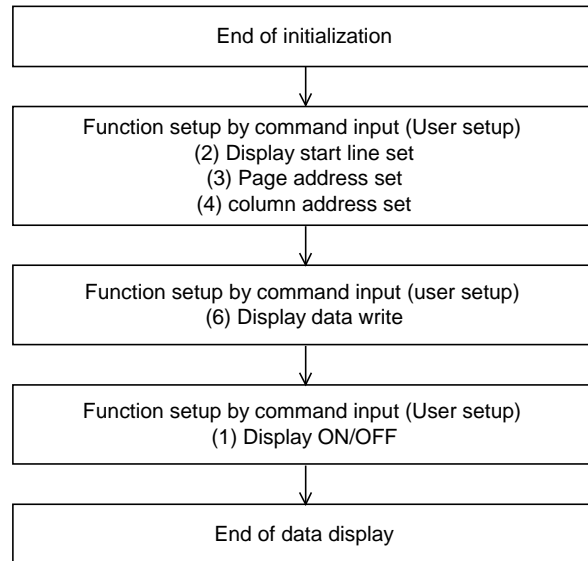 End of initialization
Function setup by command input (User setup)
(2) Display start line set
(3) Page address set
(4) column address set
Function setup by command input (user setup)
(6) Display data write
Function setup by command input (User setup)
(1) Display ON/OFF
End of data display